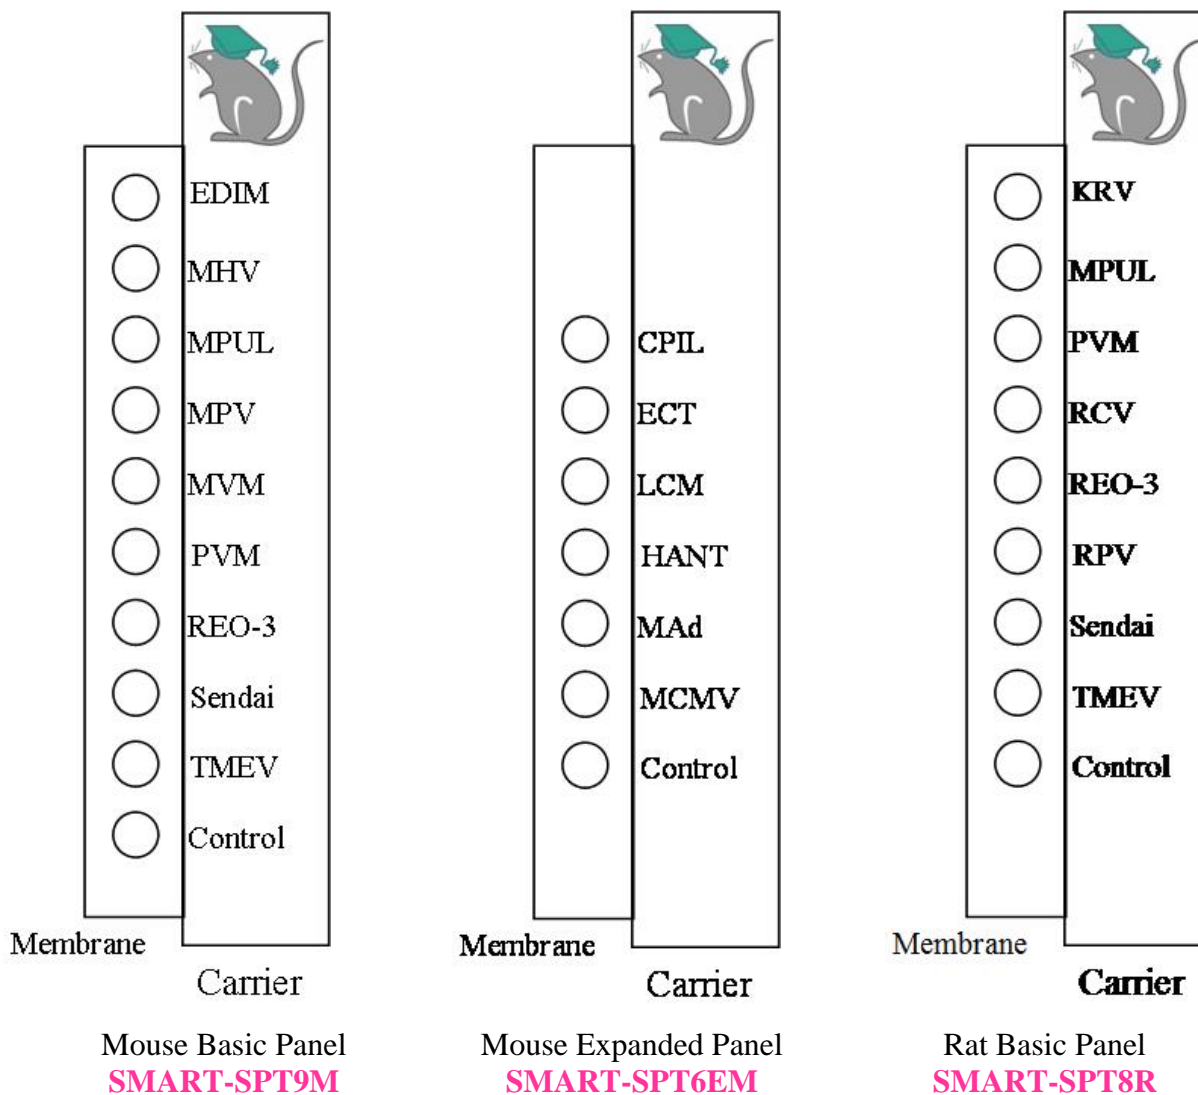 EDIM
MHV
MPUL
MPV
MVM
PVM
REO-3
Sendai
TMEV
Control
Membrane
Carrier
Mouse Basic Panel
SMART-SPT9M
CPIL
ECT
LCM
HANT
MAd
MCMV
Control
Membrane
Carrier
Mouse Expanded Panel
SMART-SPT6EM
KRV
MPUL
PVM
RCV
REO-3
RPV
Sendai
TMEV
Control
Membrane
Carrier
Rat Basic Panel
SMART-SPT8R